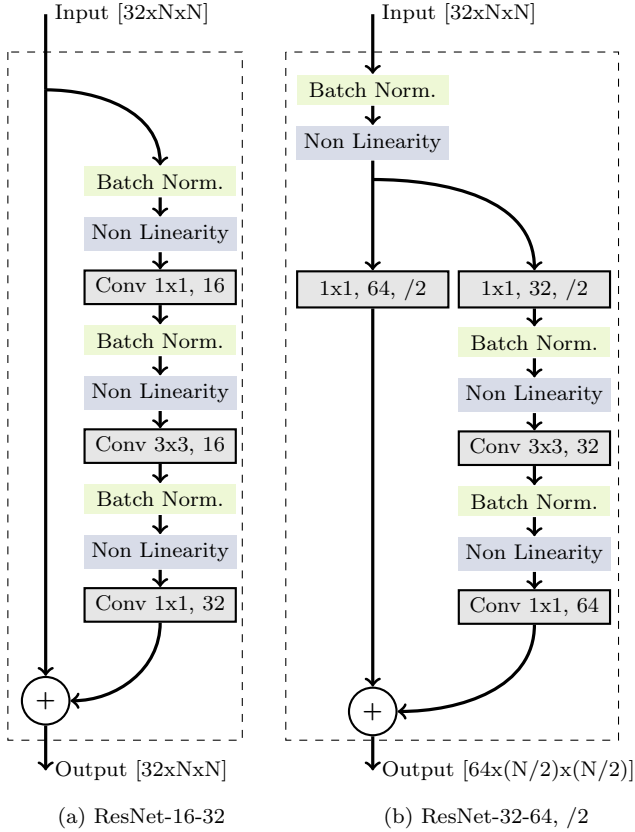 Input [32xNxN]
Batch Norm.
Non Linearity
Conv 1x1, 16
Batch Norm.
Non Linearity
Conv 3x3, 16
Batch Norm.
Non Linearity
Conv 1x1, 32
+
Output [32xNxN]
(a) ResNet-16-32
Input [32xNxN]
Batch Norm.
Non Linearity
1x1, 64, /2
1x1, 32, /2
Batch Norm.
Non Linearity
Conv 3x3, 32
Batch Norm.
Non Linearity
Conv 1x1, 64
+
Output [64x(N/2)x(N/2)]
(b) ResNet-32-64, /2